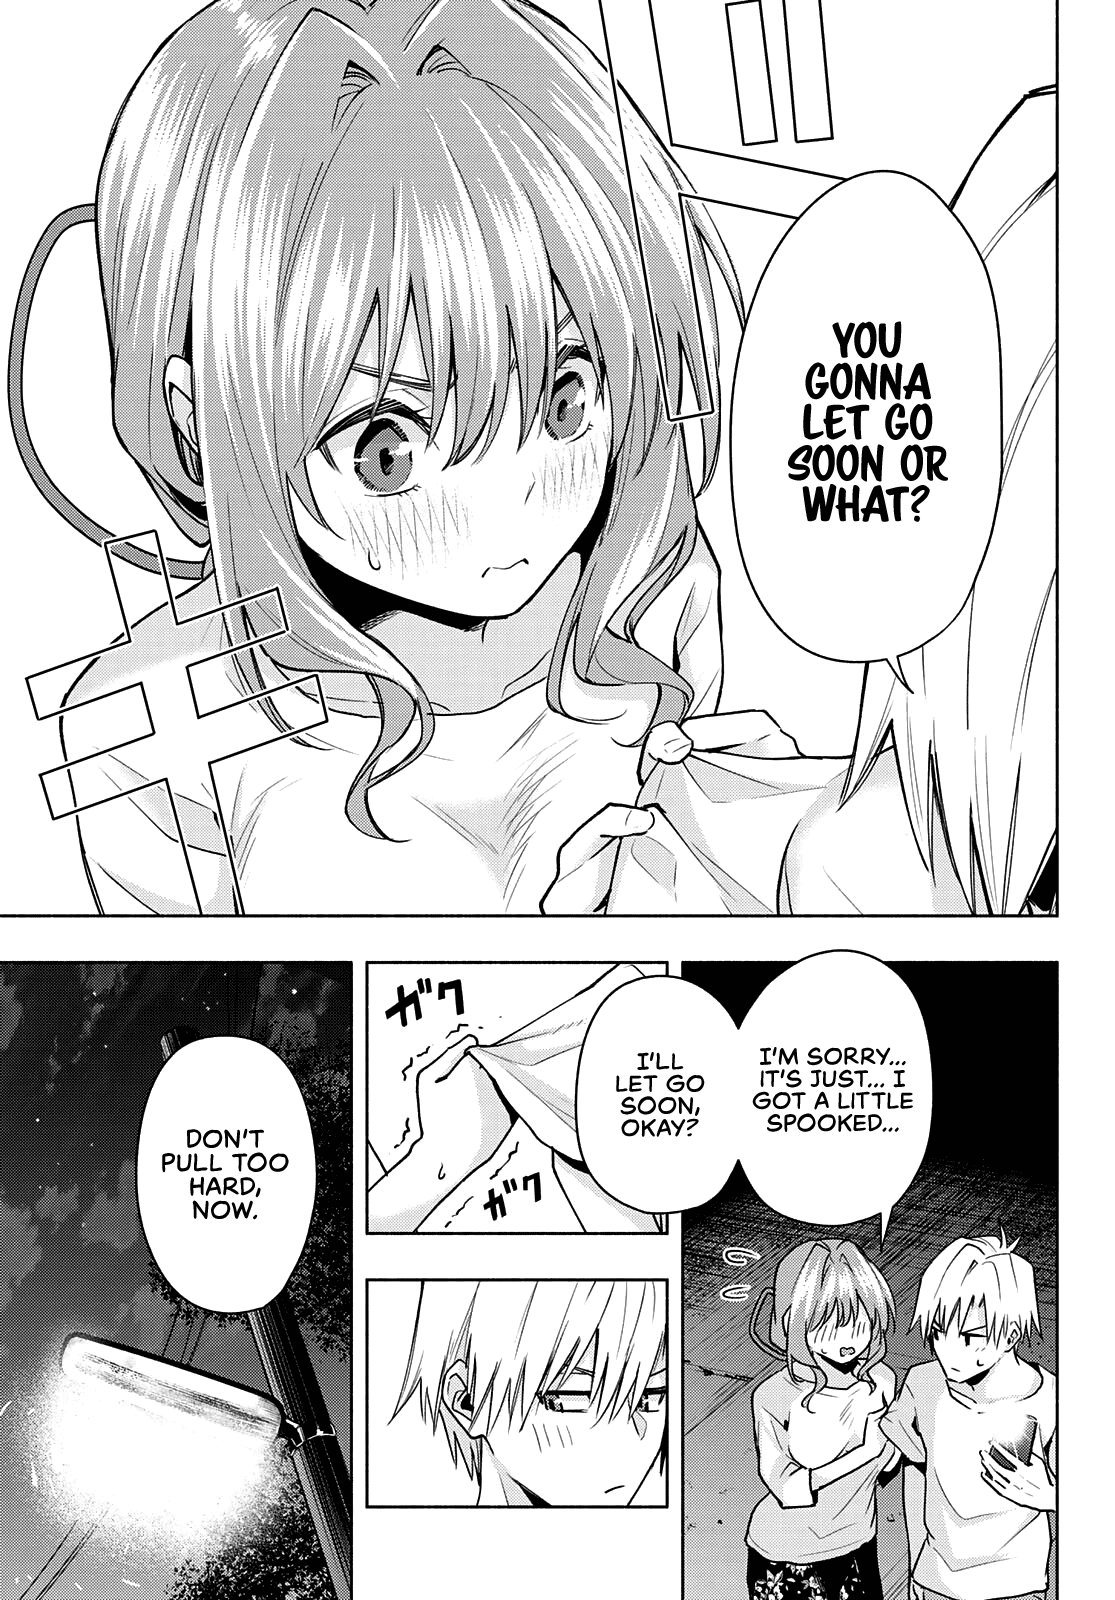 YOU
GONNA
LET GO
SOON OR
WHAT?
ギュ
I'M SORRY...
IT'S JUST... I
GOT A LITTLE
SPOOKED...
I'LL
LET GO
SOON,
OKAY?
ガク
ガク
DON'T
PULL TOO
HARD,
NOW.